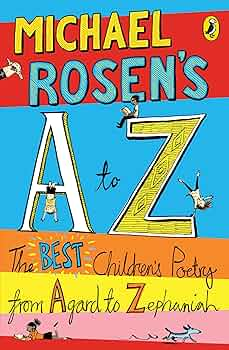 MICHAEL
ROSEN'S
A to Z
The BEST Children's Poetry
from Agard to Zephaniah